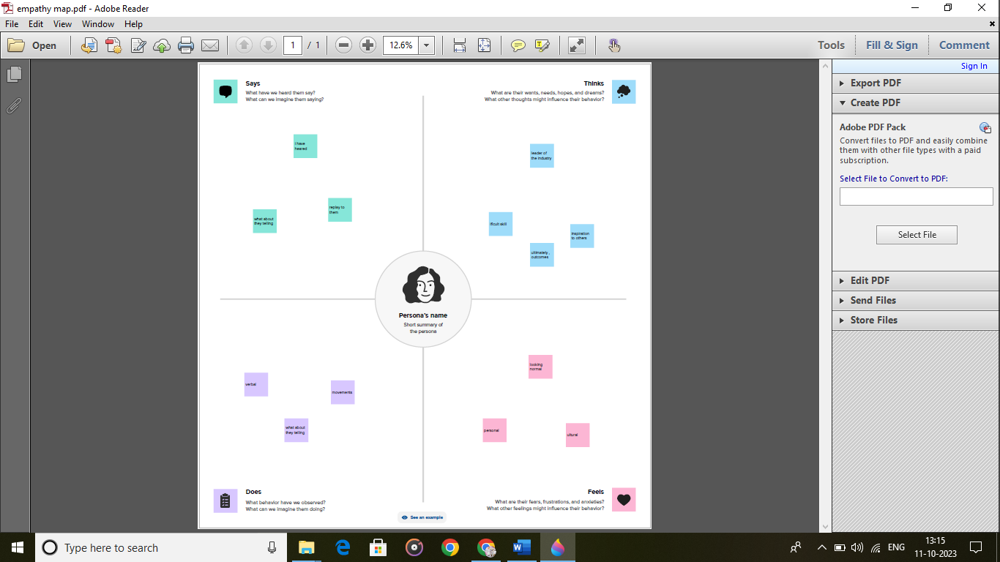 empathy map.pdf - Adobe Reader
File Edit View Window Help
Open
1 / 1
12.6%
Tools
Fill & Sign
Comment
Sign In
Export PDF
Create PDF
Adobe PDF Pack
Convert files to PDF and easily combine
them with other file types with a paid
subscription.
Select File to Convert to PDF:
Select File
Edit PDF
Send Files
Store Files
Says
What have we heard them say?
What can we imagine them saying?
Thinks
What are their wants, needs, hopes, and dreams?
What other thoughts might influence their behavior?
i have
heared
what about
they telling
replay to
them
leader of
the industry
fficult skill
inspiration
to others
ultimately ,
outcomes
Persona's name
Short summary of
the persona
verbal
movements
what about
they telling
looking
normal
personal
ultural
Does
What behavior have we observed?
What can we imagine them doing?
Feels
What are their fears, frustrations, and anxieties?
What other feelings might influence their behavior?
See an example
Type here to search
ENG
13:15
11-10-2023